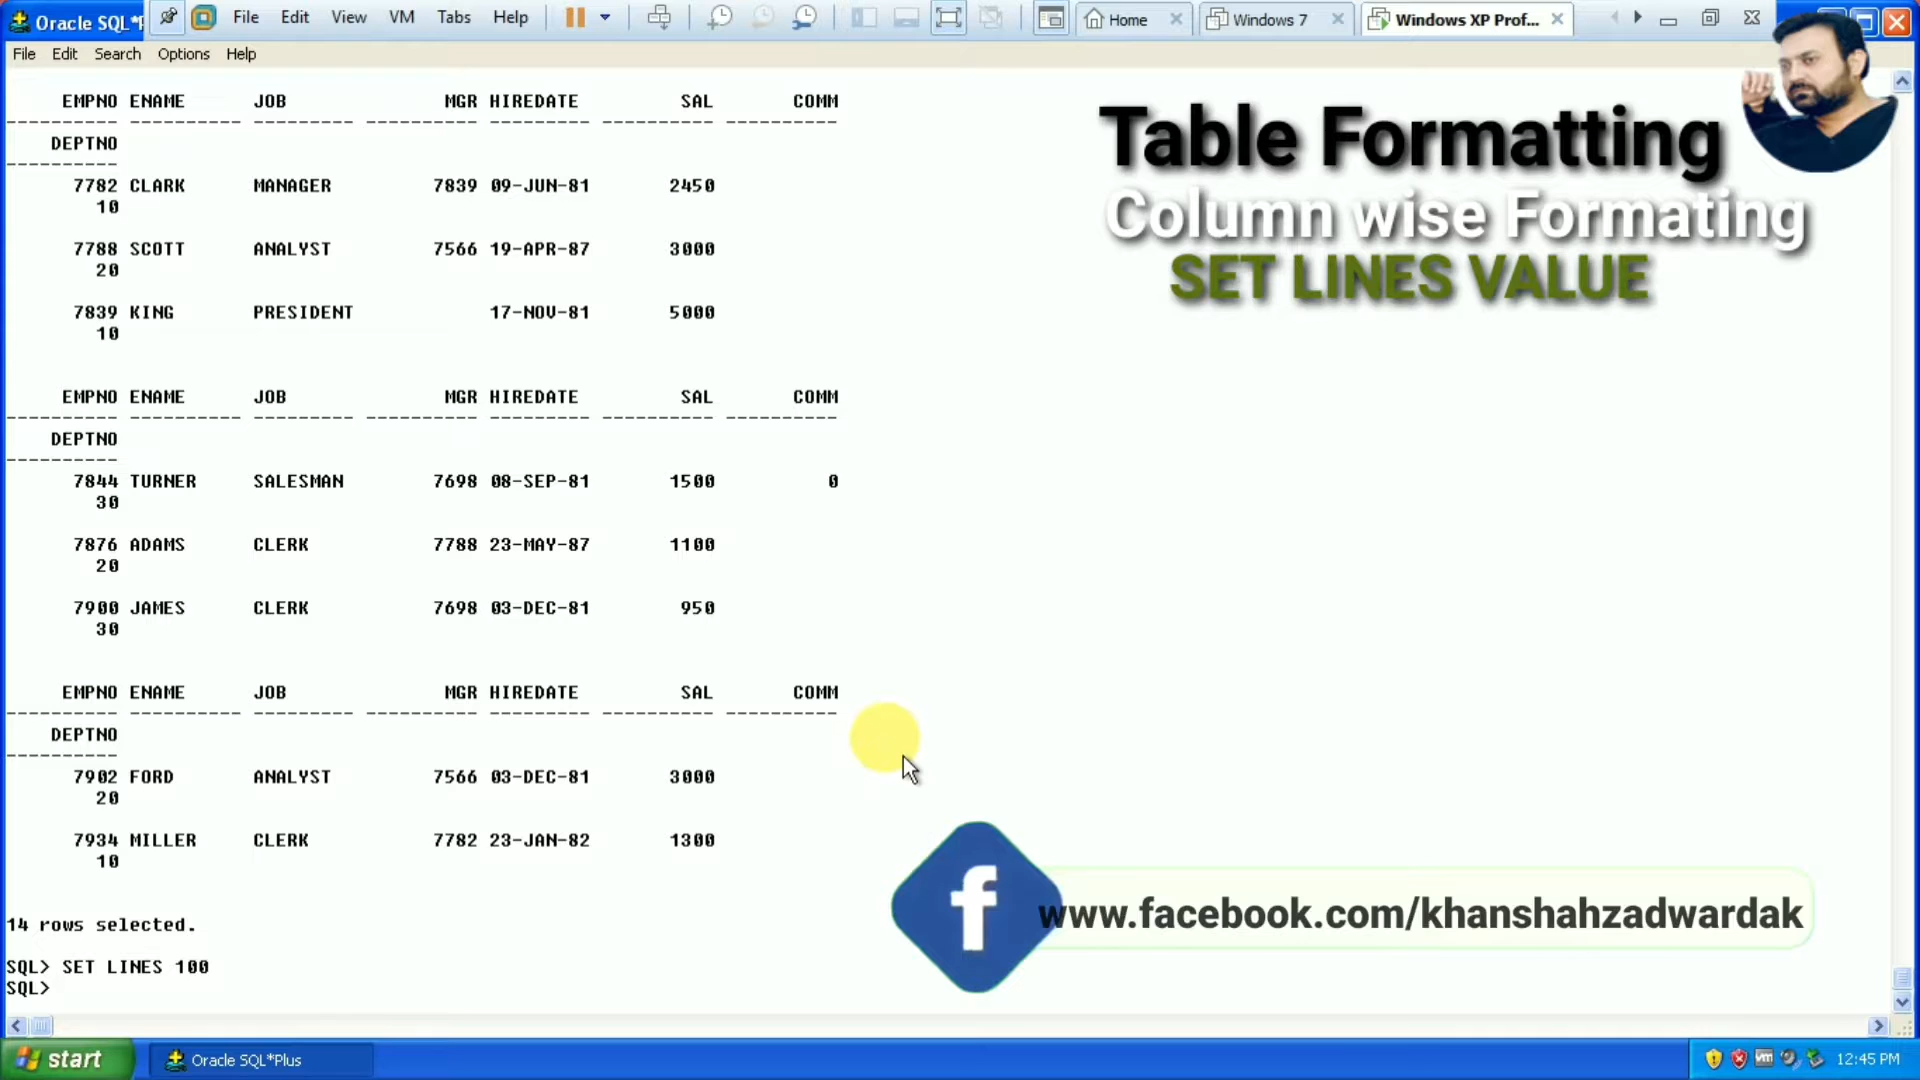 Oracle SQL*P File Edit View VM Tabs Help Home Windows 7 Windows XP Prof...
File Edit Search Options Help
EMPNO ENAME JOB MGR HIREDATE SAL COMM
---------- ---------- --------- ---------- --------- ---------- ----------
DEPTNO
----------
7782 CLARK MANAGER 7839 09-JUN-81 2450
10
7788 SCOTT ANALYST 7566 19-APR-87 3000
20
7839 KING PRESIDENT 17-NOV-81 5000
10
EMPNO ENAME JOB MGR HIREDATE SAL COMM
---------- ---------- --------- ---------- --------- ---------- ----------
DEPTNO
----------
7844 TURNER SALESMAN 7698 08-SEP-81 1500 0
30
7876 ADAMS CLERK 7788 23-MAY-87 1100
20
7900 JAMES CLERK 7698 03-DEC-81 950
30
EMPNO ENAME JOB MGR HIREDATE SAL COMM
---------- ---------- --------- ---------- --------- ---------- ----------
DEPTNO
----------
7902 FORD ANALYST 7566 03-DEC-81 3000
20
7934 MILLER CLERK 7782 23-JAN-82 1300
10
14 rows selected.
SQL> SET LINES 100
SQL>
Table Formatting
Column wise Formating
SET LINES VALUE
f www.facebook.com/khanshahzadwardak
start Oracle SQL*Plus vm 12:45 PM